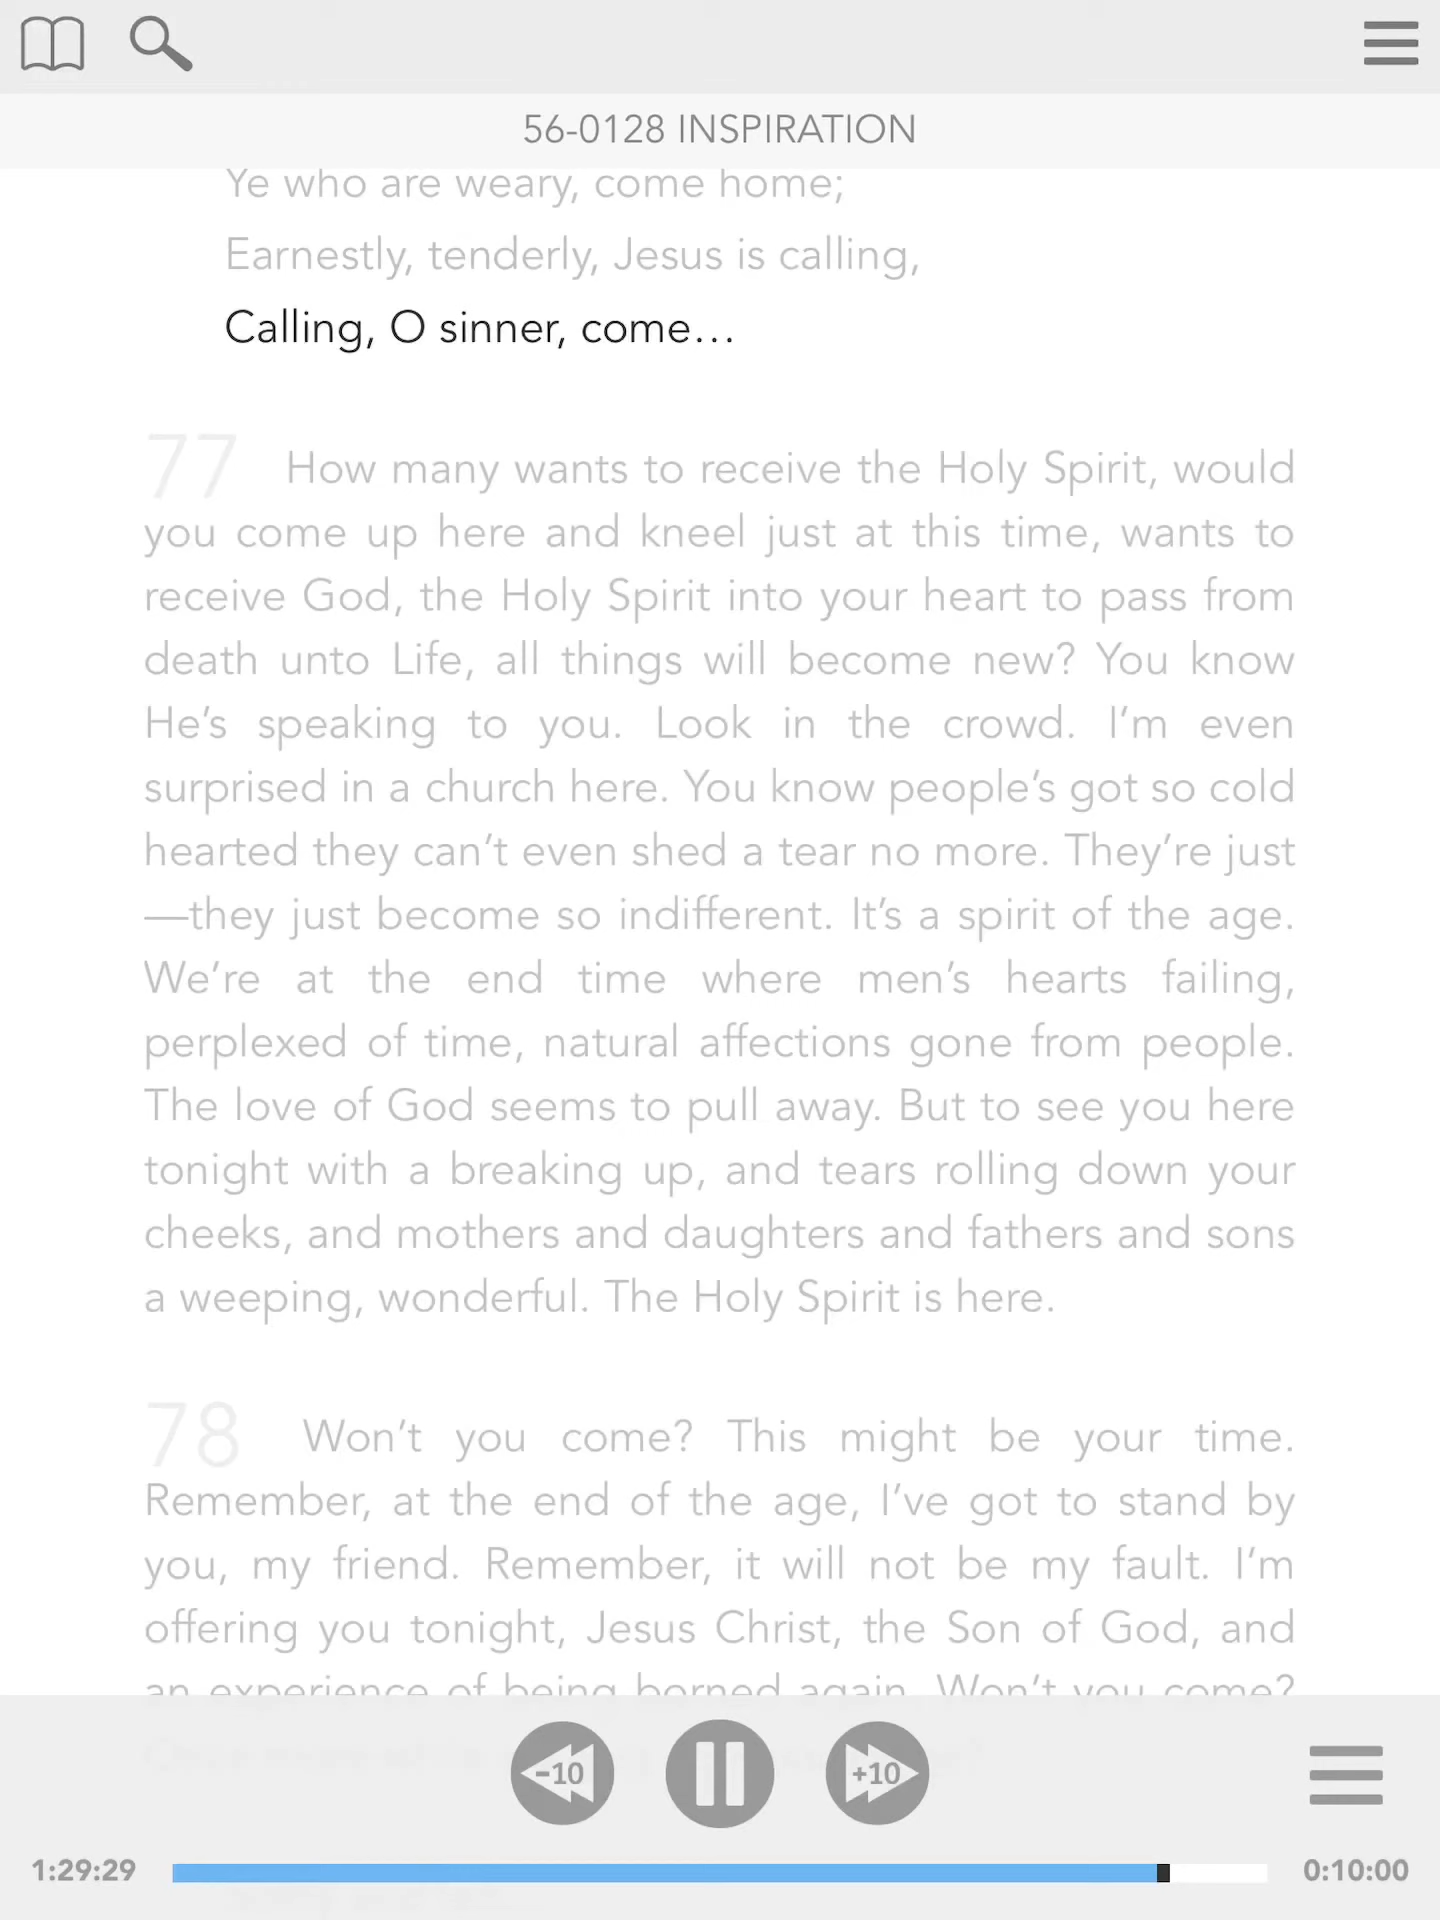 56-0128 INSPIRATION
Ye who are weary, come home;
Earnestly, tenderly, Jesus is calling,
Calling, O sinner, come…
77 How many wants to receive the Holy Spirit, would
you come up here and kneel just at this time, wants to
receive God, the Holy Spirit into your heart to pass from
death unto Life, all things will become new? You know
He’s speaking to you. Look in the crowd. I’m even
surprised in a church here. You know people’s got so cold
hearted they can’t even shed a tear no more. They’re just
—they just become so indifferent. It’s a spirit of the age.
We’re at the end time where men’s hearts failing,
perplexed of time, natural affections gone from people.
The love of God seems to pull away. But to see you here
tonight with a breaking up, and tears rolling down your
cheeks, and mothers and daughters and fathers and sons
a weeping, wonderful. The Holy Spirit is here.
78 Won’t you come? This might be your time.
Remember, at the end of the age, I’ve got to stand by
you, my friend. Remember, it will not be my fault. I’m
offering you tonight, Jesus Christ, the Son of God, and
an experience of being borned again. Won’t you come?
-10 +10
1:29:29 0:10:00